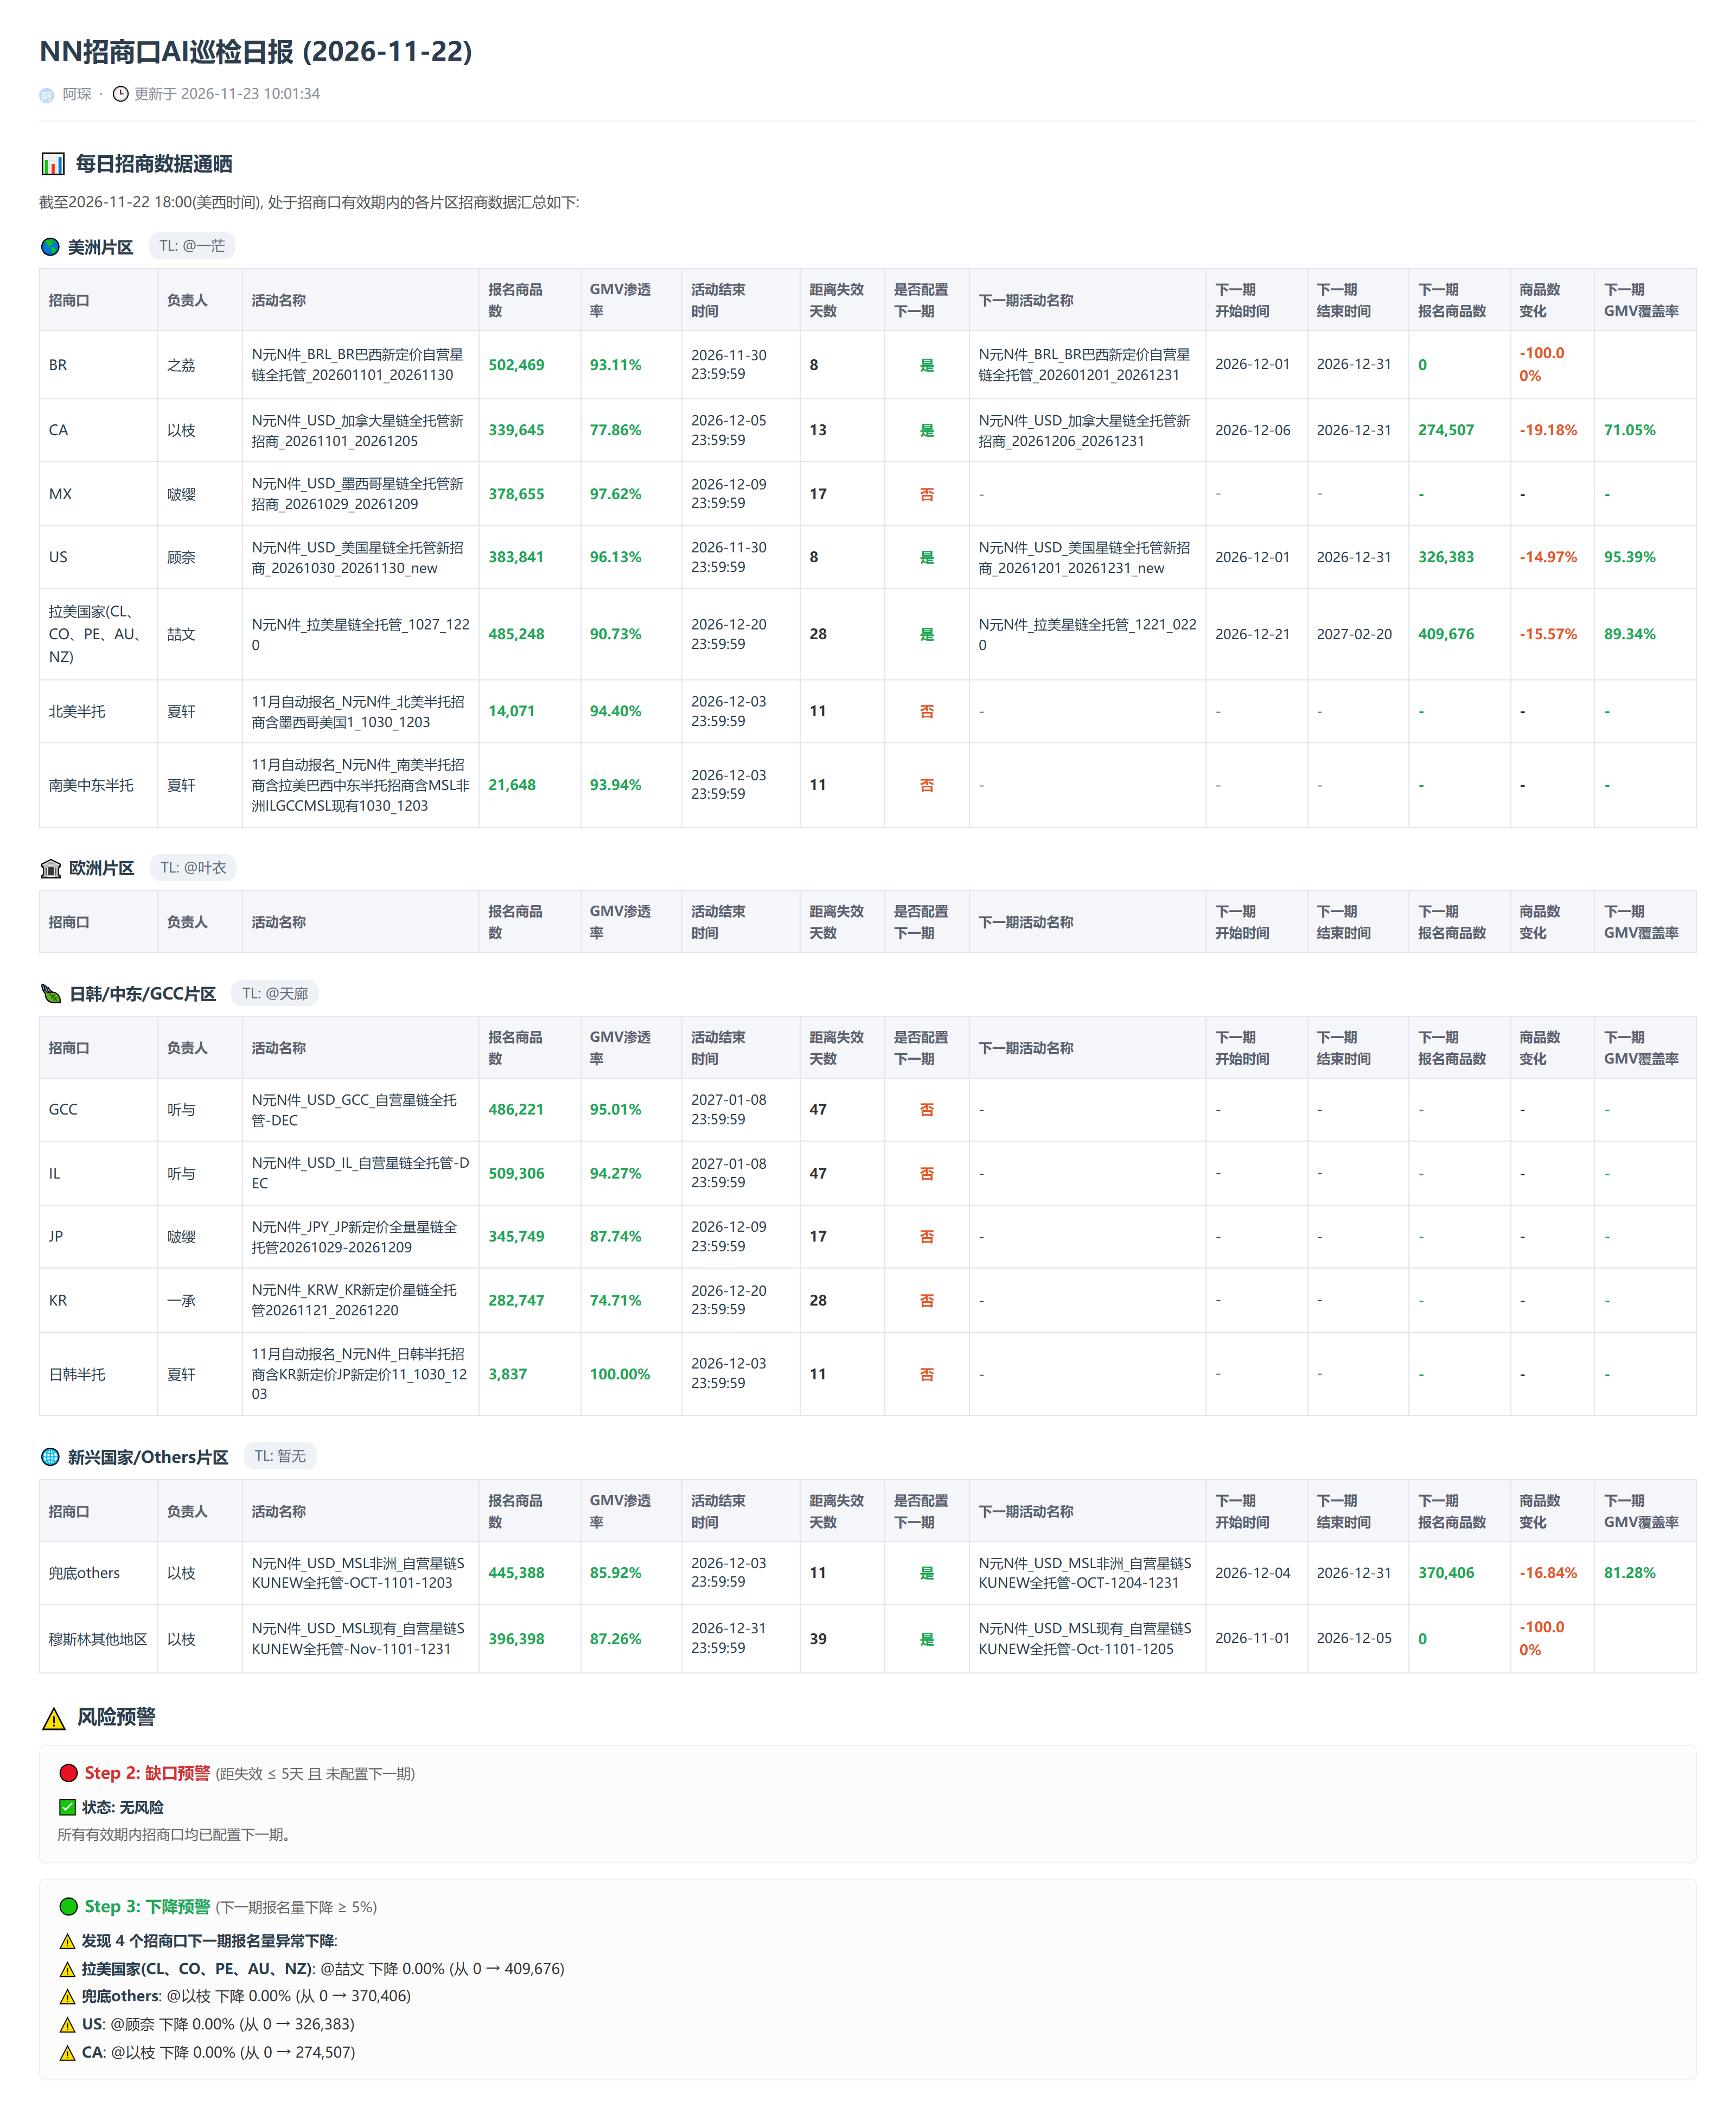 NN招商口AI巡检日报 (2026-11-22)
阿 阿琛 · 更新于 2026-11-23 10:01:34
每日招商数据通晒
截至2026-11-22 18:00(美西时间), 处于招商口有效期内的各片区招商数据汇总如下:
美洲片区 TL: @一茫
招商口 负责人 活动名称 报名商品数 GMV渗透率 活动结束时间 距离失效天数 是否配置下一期 下一期活动名称 下一期开始时间 下一期结束时间 下一期报名商品数 商品数变化 下一期GMV覆盖率
BR 之荔 N元N件_BRL_BR巴西新定价自营星链全托管_202601101_20261130 502,469 93.11% 2026-11-30 23:59:59 8 是 N元N件_BRL_BR巴西新定价自营星链全托管_202601201_20261231 2026-12-01 2026-12-31 0 -100.00%
CA 以枝 N元N件_USD_加拿大星链全托管新招商_20261101_20261205 339,645 77.86% 2026-12-05 23:59:59 13 是 N元N件_USD_加拿大星链全托管新招商_20261206_20261231 2026-12-06 2026-12-31 274,507 -19.18% 71.05%
MX 啵缨 N元N件_USD_墨西哥星链全托管新招商_20261029_20261209 378,655 97.62% 2026-12-09 23:59:59 17 否 - - - - - -
US 顾奈 N元N件_USD_美国星链全托管新招商_20261030_20261130_new 383,841 96.13% 2026-11-30 23:59:59 8 是 N元N件_USD_美国星链全托管新招商_20261201_20261231_new 2026-12-01 2026-12-31 326,383 -14.97% 95.39%
拉美国家(CL、CO、PE、AU、NZ) 喆文 N元N件_拉美星链全托管_1027_1220 485,248 90.73% 2026-12-20 23:59:59 28 是 N元N件_拉美星链全托管_1221_0220 2026-12-21 2027-02-20 409,676 -15.57% 89.34%
北美半托 夏轩 11月自动报名_N元N件_北美半托招商含墨西哥美国1_1030_1203 14,071 94.40% 2026-12-03 23:59:59 11 否 - - - - - -
南美中东半托 夏轩 11月自动报名_N元N件_南美半托招商含拉美巴西中东半托招商含MSL非洲ILGCCMSL现有1030_1203 21,648 93.94% 2026-12-03 23:59:59 11 否 - - - - - -
欧洲片区 TL: @叶衣
招商口 负责人 活动名称 报名商品数 GMV渗透率 活动结束时间 距离失效天数 是否配置下一期 下一期活动名称 下一期开始时间 下一期结束时间 下一期报名商品数 商品数变化 下一期GMV覆盖率
日韩/中东/GCC片区 TL: @天廊
招商口 负责人 活动名称 报名商品数 GMV渗透率 活动结束时间 距离失效天数 是否配置下一期 下一期活动名称 下一期开始时间 下一期结束时间 下一期报名商品数 商品数变化 下一期GMV覆盖率
GCC 听与 N元N件_USD_GCC_自营星链全托管-DEC 486,221 95.01% 2027-01-08 23:59:59 47 否 - - - - - -
IL 听与 N元N件_USD_IL_自营星链全托管-DEC 509,306 94.27% 2027-01-08 23:59:59 47 否 - - - - - -
JP 啵缨 N元N件_JPY_JP新定价全量星链全托管20261029-20261209 345,749 87.74% 2026-12-09 23:59:59 17 否 - - - - - -
KR 一承 N元N件_KRW_KR新定价星链全托管20261121_20261220 282,747 74.71% 2026-12-20 23:59:59 28 否 - - - - - -
日韩半托 夏轩 11月自动报名_N元N件_日韩半托招商含KR新定价JP新定价11_1030_1203 3,837 100.00% 2026-12-03 23:59:59 11 否 - - - - - -
新兴国家/Others片区 TL: 暂无
招商口 负责人 活动名称 报名商品数 GMV渗透率 活动结束时间 距离失效天数 是否配置下一期 下一期活动名称 下一期开始时间 下一期结束时间 下一期报名商品数 商品数变化 下一期GMV覆盖率
兜底others 以枝 N元N件_USD_MSL非洲_自营星链SKUNEW全托管-OCT-1101-1203 445,388 85.92% 2026-12-03 23:59:59 11 是 N元N件_USD_MSL非洲_自营星链SKUNEW全托管-OCT-1204-1231 2026-12-04 2026-12-31 370,406 -16.84% 81.28%
穆斯林其他地区 以枝 N元N件_USD_MSL现有_自营星链SKUNEW全托管-Nov-1101-1231 396,398 87.26% 2026-12-31 23:59:59 39 是 N元N件_USD_MSL现有_自营星链SKUNEW全托管-Oct-1101-1205 2026-11-01 2026-12-05 0 -100.00%
风险预警
Step 2: 缺口预警 (距失效 ≤ 5天 且 未配置下一期)
状态: 无风险
所有有效期内招商口均已配置下一期。
Step 3: 下降预警 (下一期报名量下降 ≥ 5%)
发现 4 个招商口下一期报名量异常下降:
拉美国家(CL、CO、PE、AU、NZ): @喆文 下降 0.00% (从 0 → 409,676)
兜底others: @以枝 下降 0.00% (从 0 → 370,406)
US: @顾奈 下降 0.00% (从 0 → 326,383)
CA: @以枝 下降 0.00% (从 0 → 274,507)